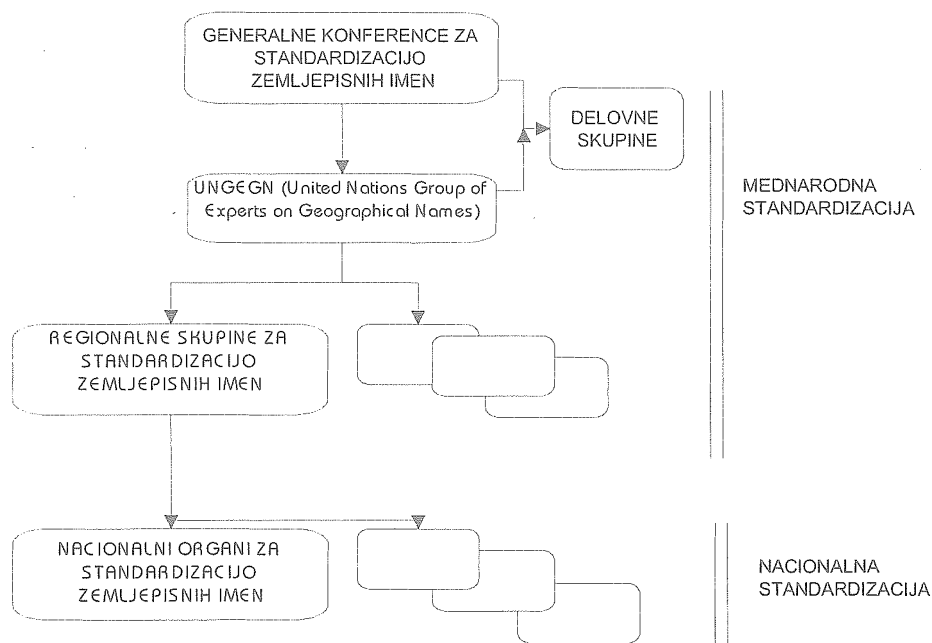 GENERALNE KONFERENCE ZA
STANDARDIZACIJO
ZEMLJEPISNIH IMEN
DELOVNE
SKUPINE
UNGEGN (United Nations Group of
Experts on Geographical Names)
MEDNARODNA
STANDARDIZACIJA
REGIONALNE SKUPINE ZA
STANDARDIZACIJO
ZEMLJEPISNIH IMEN
NACIONALNI ORGANI ZA
STANDARDIZACIJO
ZEMLJEPISNIH IMEN
NACIONALNA
STANDARDIZACIJA